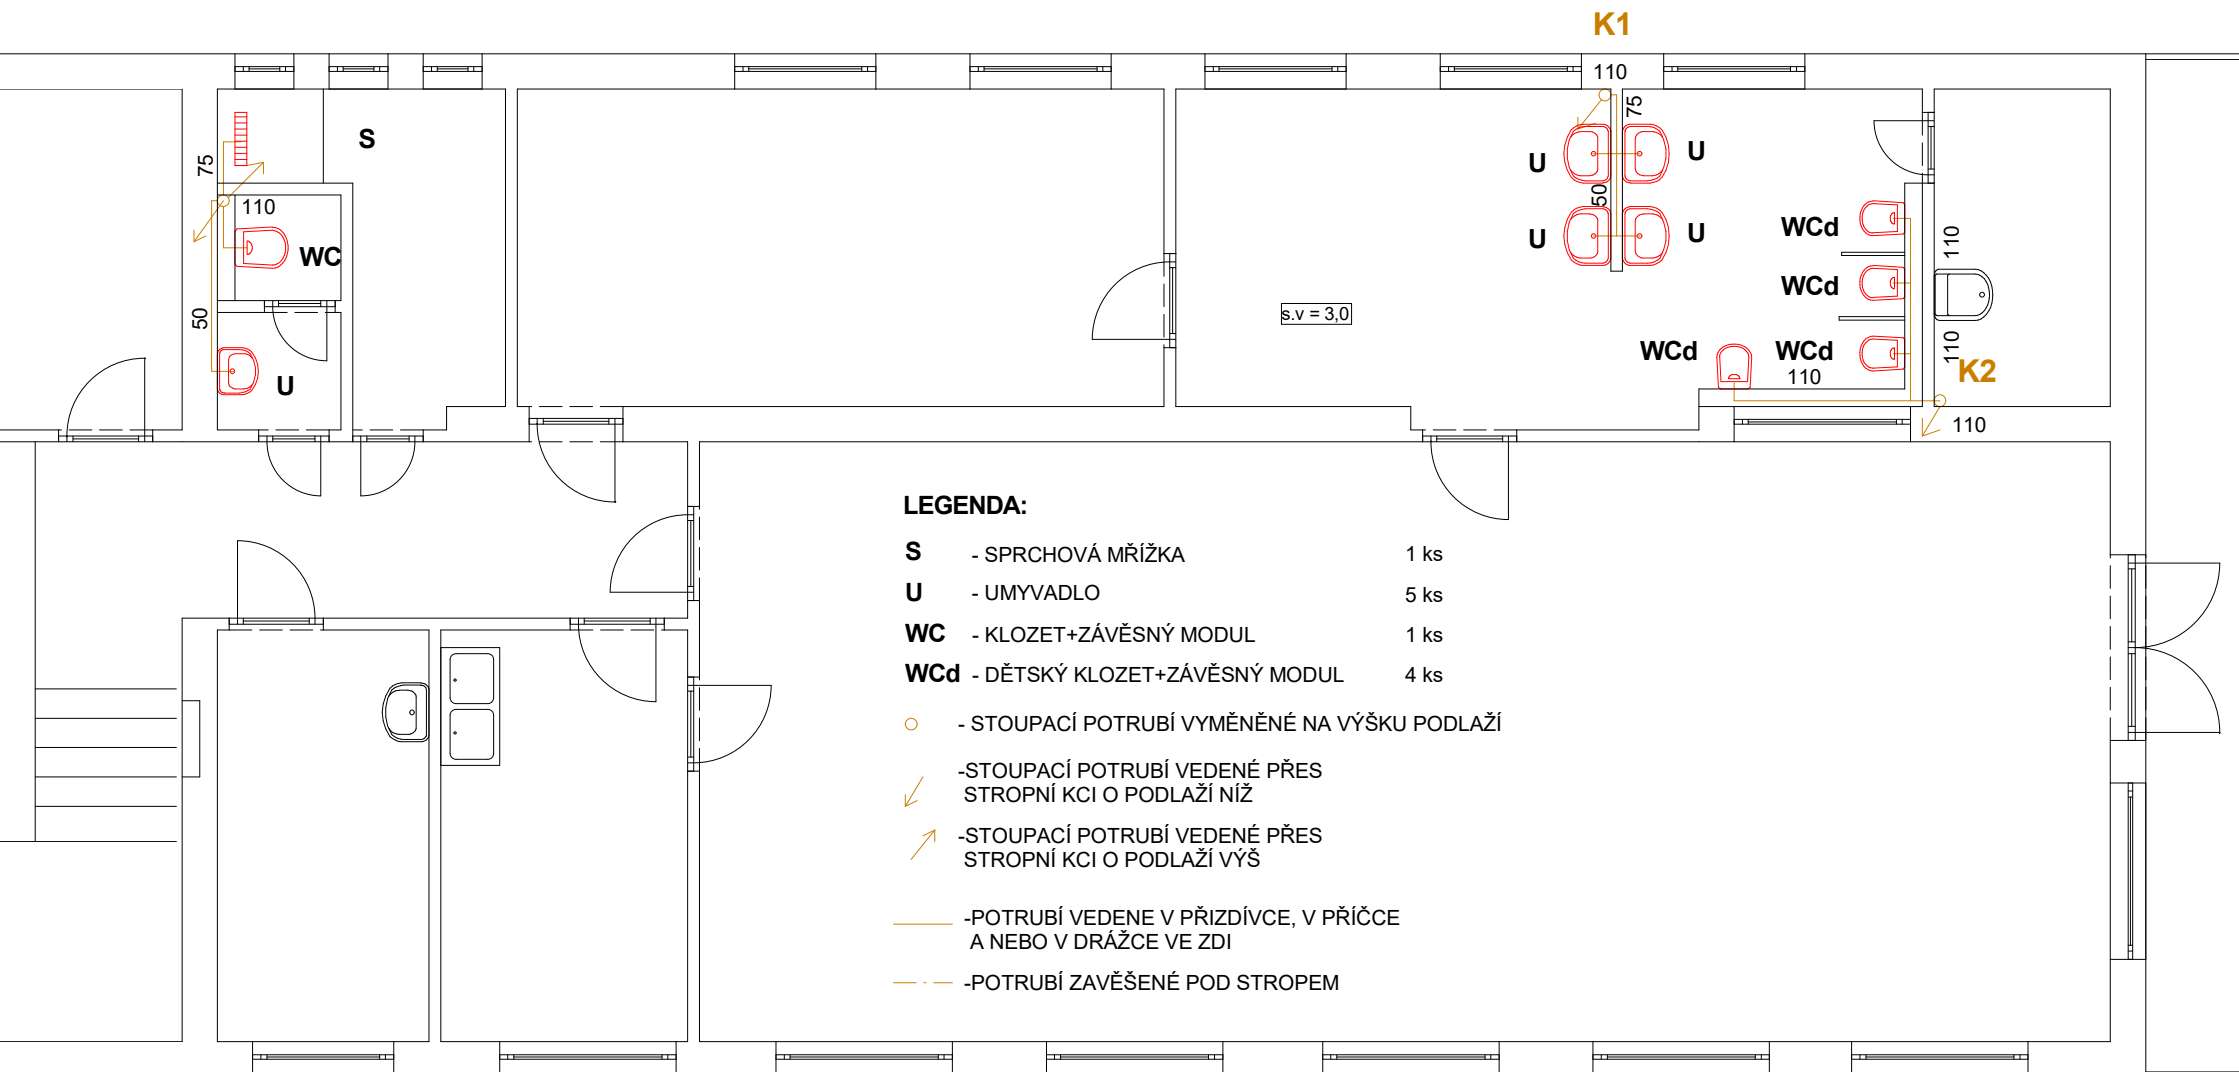 K1
110
75
S
U
U
75
50
110
WC
U
U
WCd
110
WCd
50
s.v = 3,0
WCd
WCd
110
110
K2
U
110
LEGENDA:
S - SPRCHOVÁ MŘÍŽKA 1 ks
U - UMYVADLO 5 ks
WC - KLOZET+ZÁVĚSNÝ MODUL 1 ks
WCd - DĚTSKÝ KLOZET+ZÁVĚSNÝ MODUL 4 ks
- STOUPACÍ POTRUBÍ VYMĚNĚNÉ NA VÝŠKU PODLAŽÍ
-STOUPACÍ POTRUBÍ VEDENÉ PŘES
STROPNÍ KCI O PODLAŽÍ NÍŽ
-STOUPACÍ POTRUBÍ VEDENÉ PŘES
STROPNÍ KCI O PODLAŽÍ VÝŠ
-POTRUBÍ VEDENE V PŘIZDÍVCE, V PŘÍČCE
A NEBO V DRÁŽCE VE ZDI
-POTRUBÍ ZAVĚŠENÉ POD STROPEM